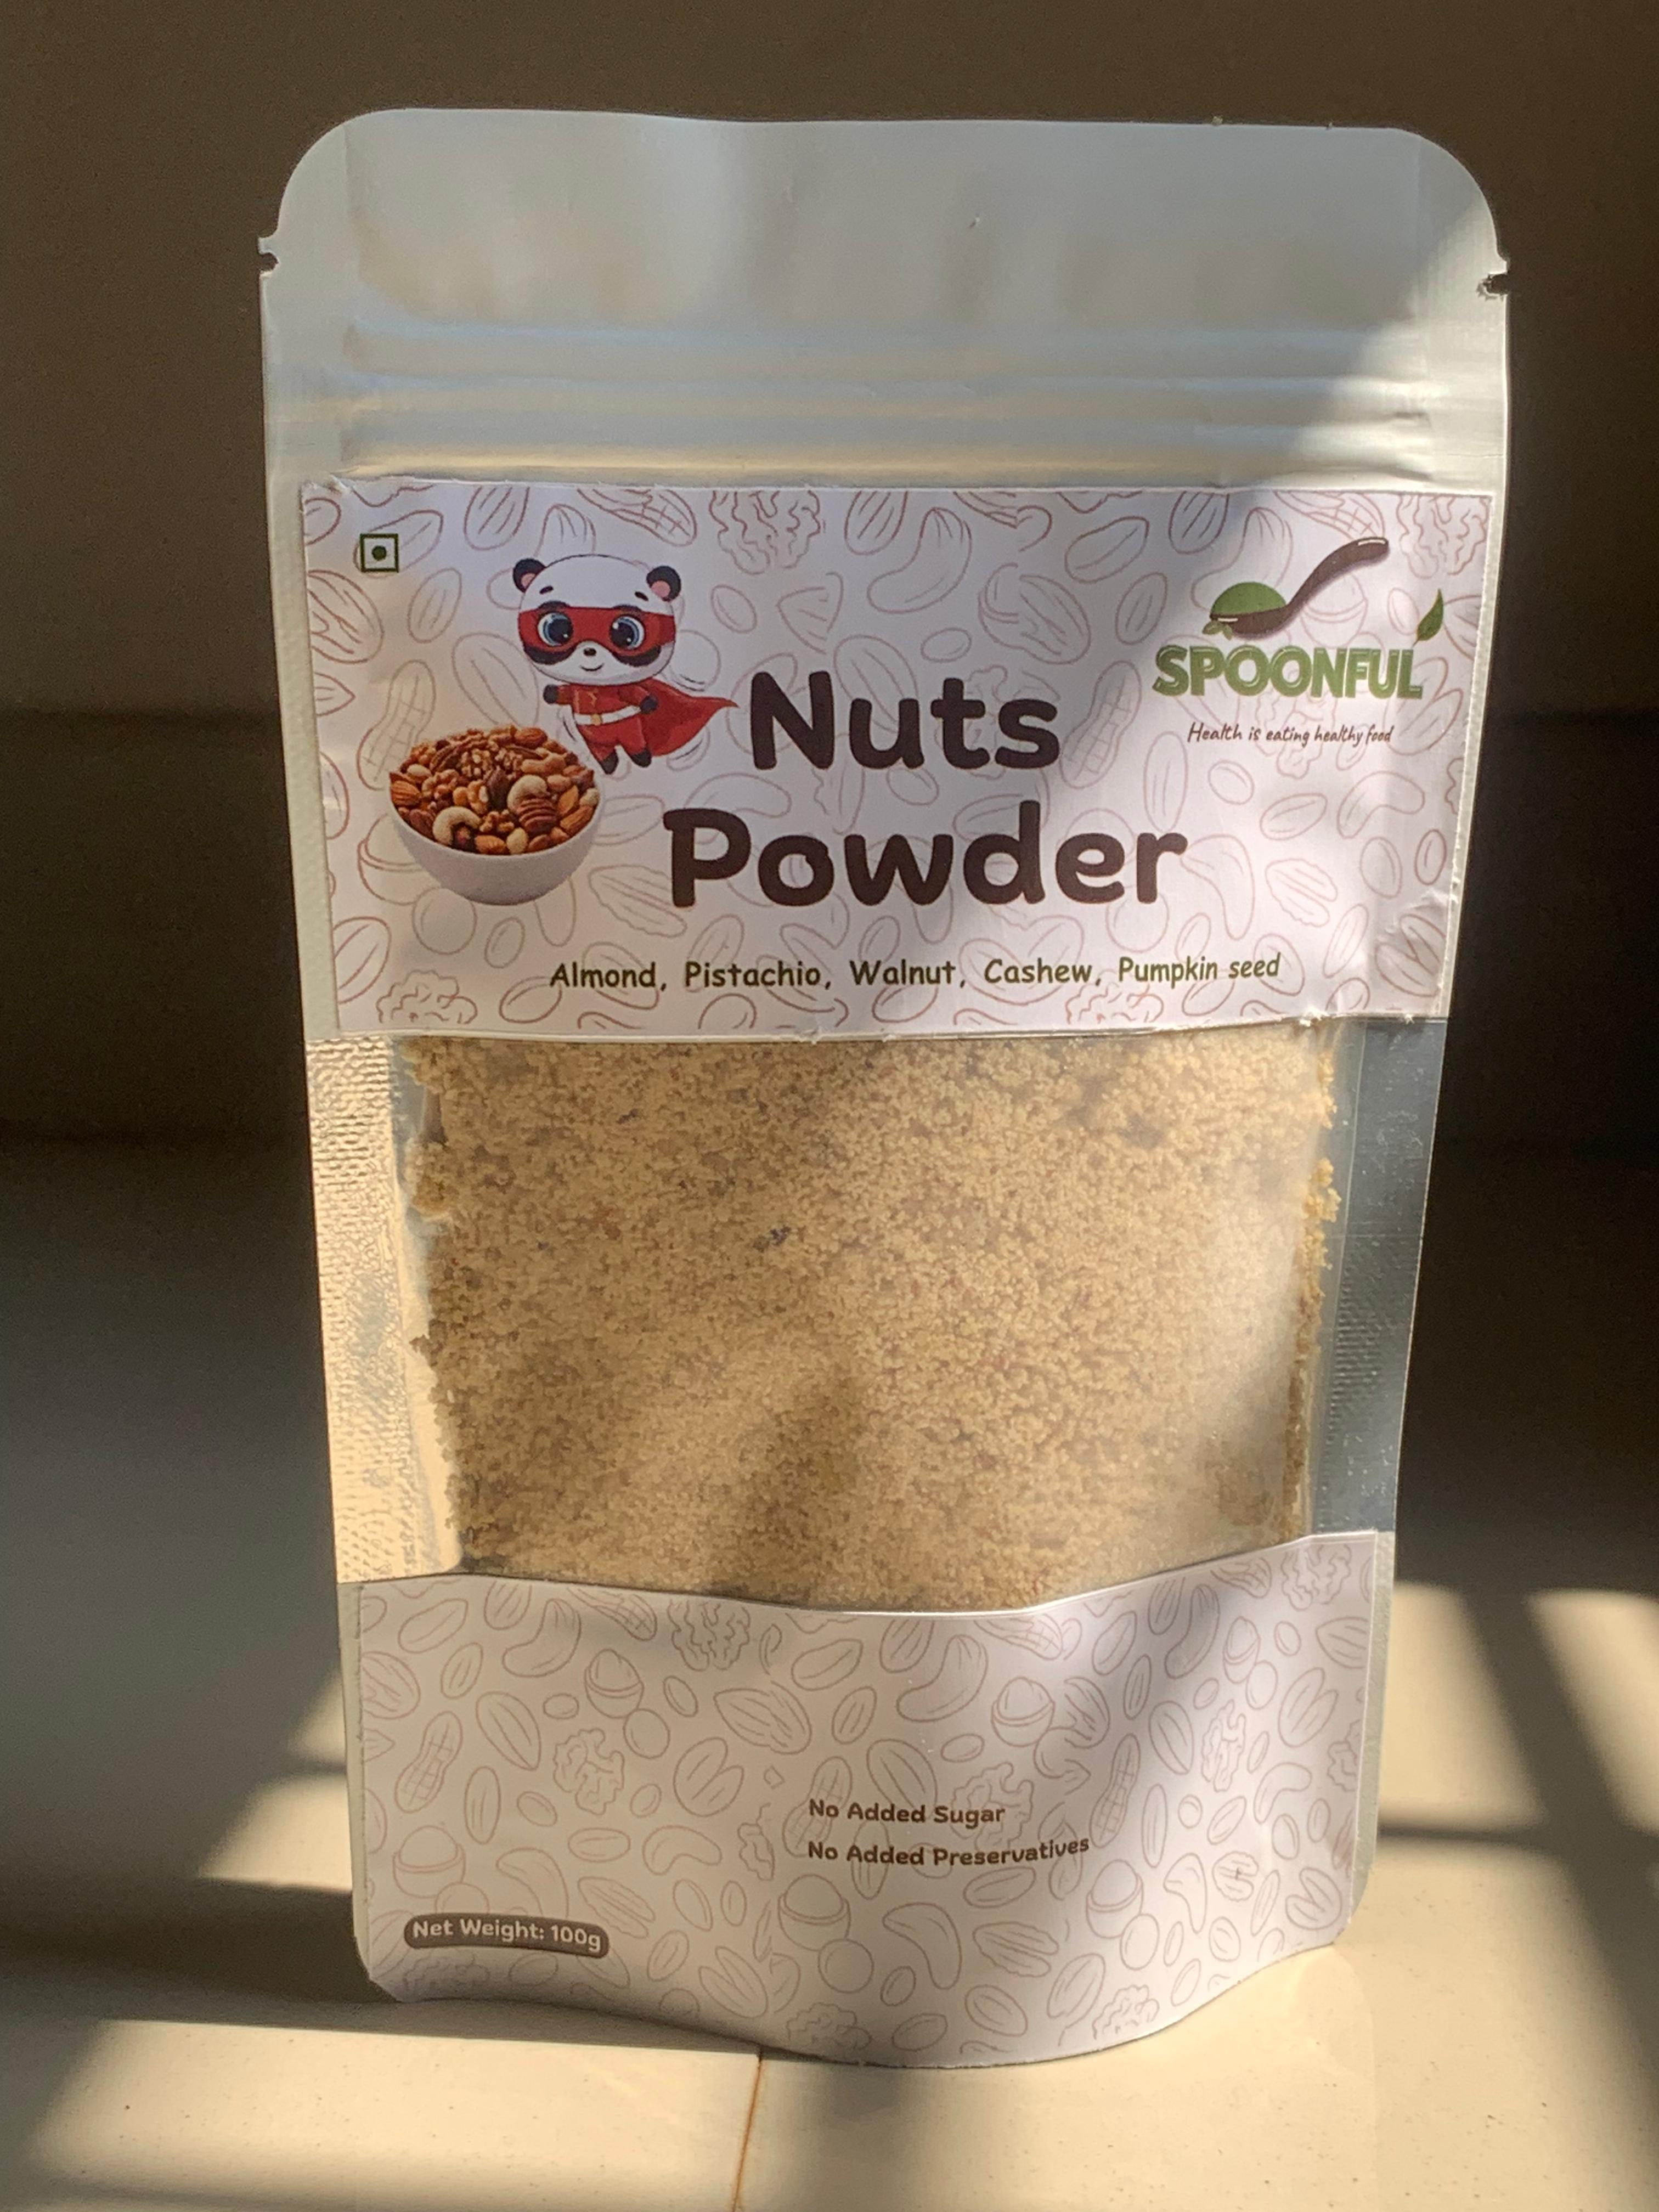 SPOONFUL
Health is eating healthy food
Nuts
Powder
Almond, Pistachio, Walnut, Cashew, Pumpkin seed
No Added Sugar
No Added Preservatives
Net Weight: 100g